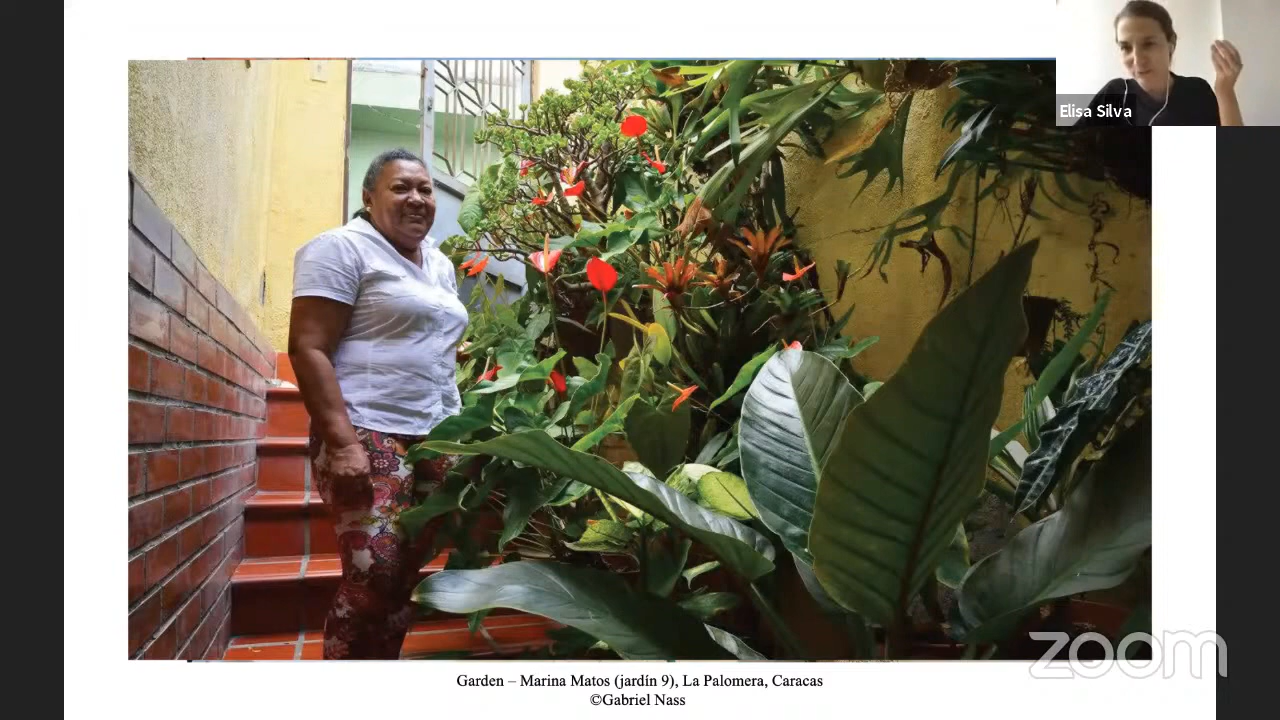 Elisa Silva
zoom
Garden – Marina Matos (jardín 9), La Palomera, Caracas
©Gabriel Nass